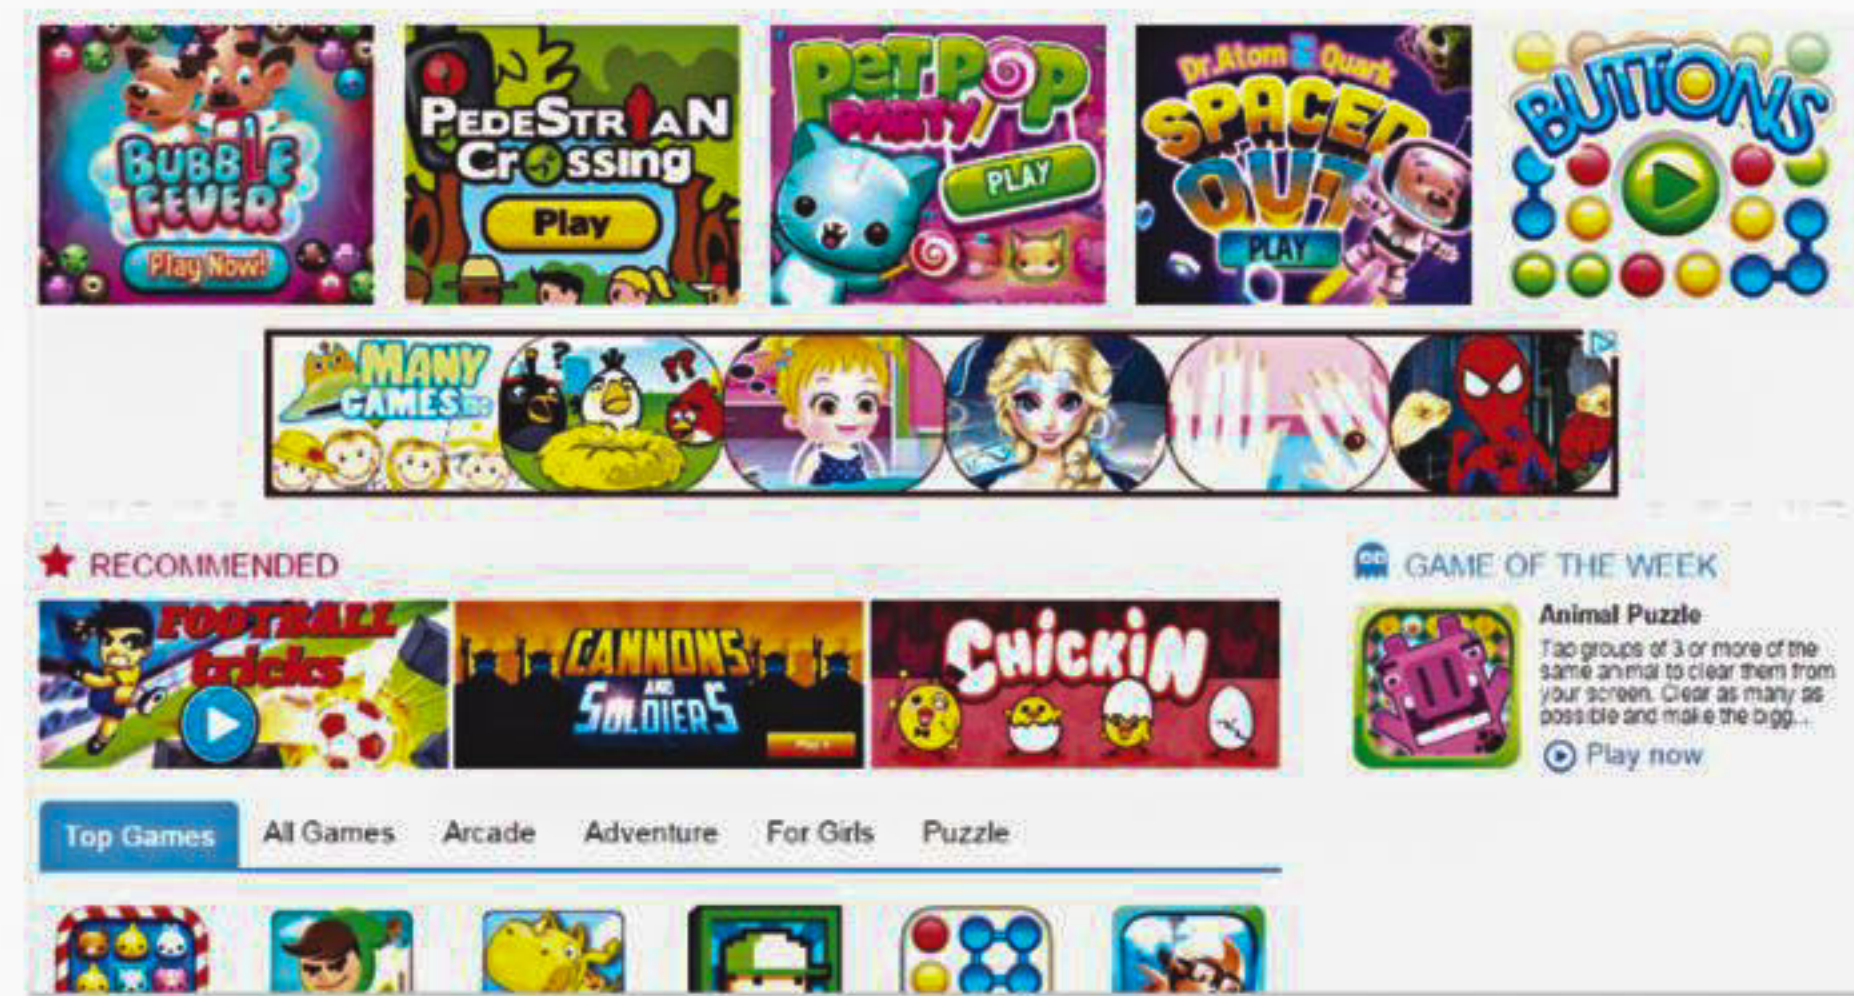 BUBBLE
FEVER
Play Now!
PEDESTRIAN
CrOssing
Play
PeT POP
PARTY
PLAY
Dr.Atom & Quark
SPACED
OUT
PLAY
BUTTONS
MANY
GAMES
? ??
RECOMMENDED
FOOTBALL
tricks
CANNONS
AND
SOLDIERS
CHiCKiN
GAME OF THE WEEK
Animal Puzzle
Tap groups of 3 or more of the
same animal to clear them from
your screen. Clear as many as
possible and make the bigg...
Play now
Top Games All Games Arcade Adventure For Girls Puzzle